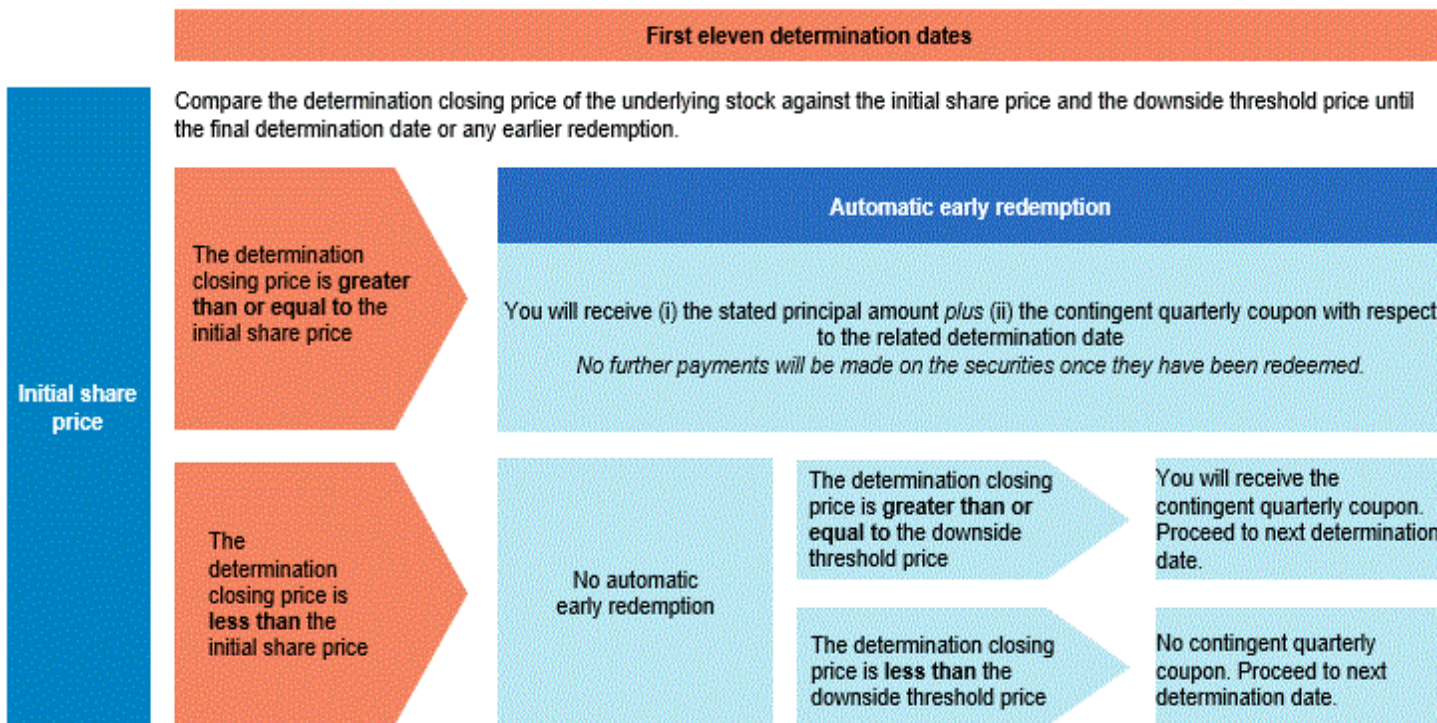 First eleven determination dates
Compare the determination closing price of the underlying stock against the initial share price and the downside threshold price until
the final determination date or any earlier redemption.
Initial share
price
The determination
closing price is greater
than or equal to the
initial share price
Automatic early redemption
You will receive (i) the stated principal amount plus (ii) the contingent quarterly coupon with respect
to the related determination date
No further payments will be made on the securities once they have been redeemed.
The
determination
closing price is
less than the
initial share price
No automatic
early redemption
The determination closing
price is greater than or
equal to the downside
threshold price
You will receive the
contingent quarterly coupon.
Proceed to next determination
date.
The determination closing
price is less than the
downside threshold price
No contingent quarterly
coupon. Proceed to next
determination date.